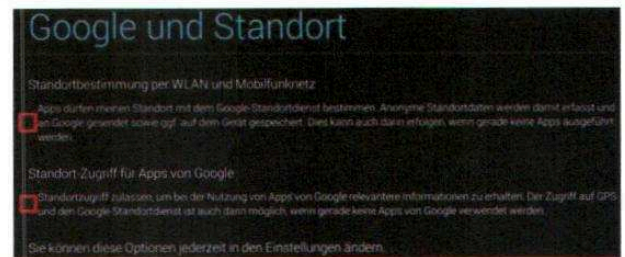 Google und Standort
Standortbestimmung per WLAN und Mobilfunknetz
Apps dürfen meinen Standort mit dem Google-Standortdienst bestimmen. Anonyme Standortdaten werden damit erfasst und
an Google gesendet sowie ggf. auf dem Gerät gespeichert. Dies kann auch dann erfolgen, wenn gerade keine Apps ausgeführt
werden.
Standort-Zugriff für Apps von Google
Standortzugriff zulassen, um bei der Nutzung von Apps von Google relevantere Informationen zu erhalten. Der Zugriff auf GPS
und den Google-Standortdienst ist auch dann möglich, wenn gerade keine Apps von Google verwendet werden.
Sie können diese Optionen jederzeit in den Einstellungen ändern.